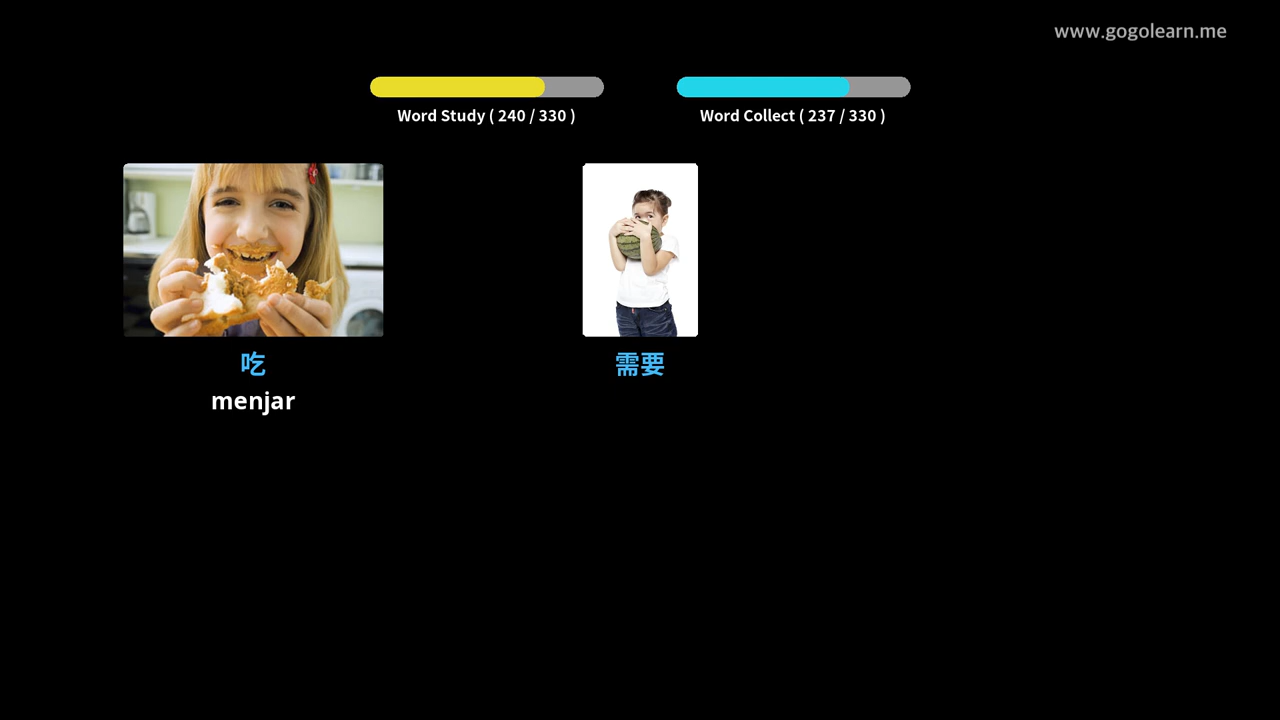 www.gogolearn.me
Word Study ( 240 / 330 )
Word Collect ( 237 / 330 )
吃
menjar
需要